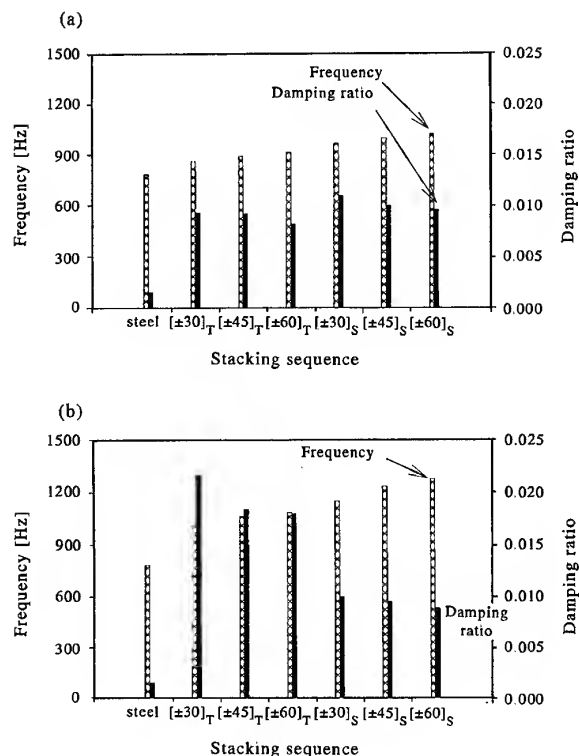 (a)
1500
1200
900
600
300
0
Frequency [Hz]
0.025
0.020
0.015
0.010
0.005
0.000
Damping ratio
Frequency
Damping ratio
steel [±30]T [±45]T [±60]T [±30]S [±45]S [±60]S
Stacking sequence
(b)
1500
1200
900
600
300
0
Frequency [Hz]
0.025
0.020
0.015
0.010
0.005
0.000
Damping ratio
Frequency
Damping
ratio
steel [±30]T [±45]T [±60]T [±30]S [±45]S [±60]S
Stacking sequence